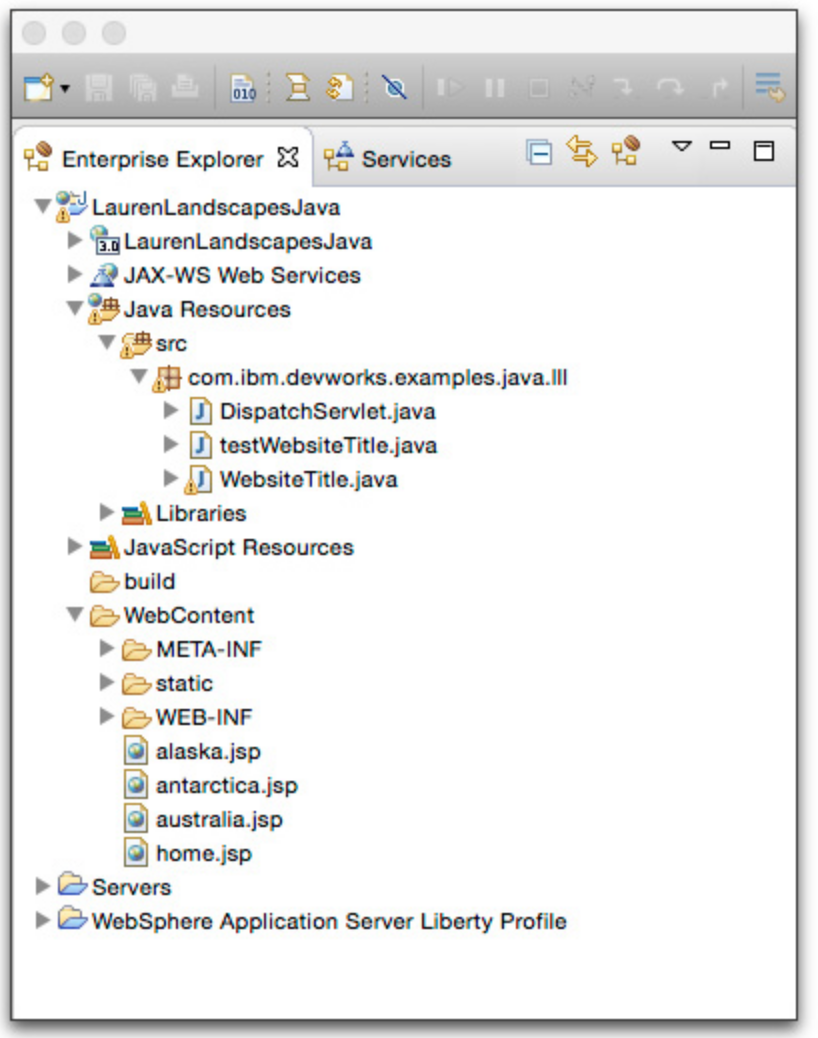 010
Enterprise Explorer
Services
LaurenLandscapesJava
3.0 LaurenLandscapesJava
JAX-WS Web Services
Java Resources
src
com.ibm.devworks.examples.java.lll
J DispatchServlet.java
J testWebsiteTitle.java
J WebsiteTitle.java
Libraries
JavaScript Resources
build
WebContent
META-INF
static
WEB-INF
alaska.jsp
antarctica.jsp
australia.jsp
home.jsp
Servers
WebSphere Application Server Liberty Profile